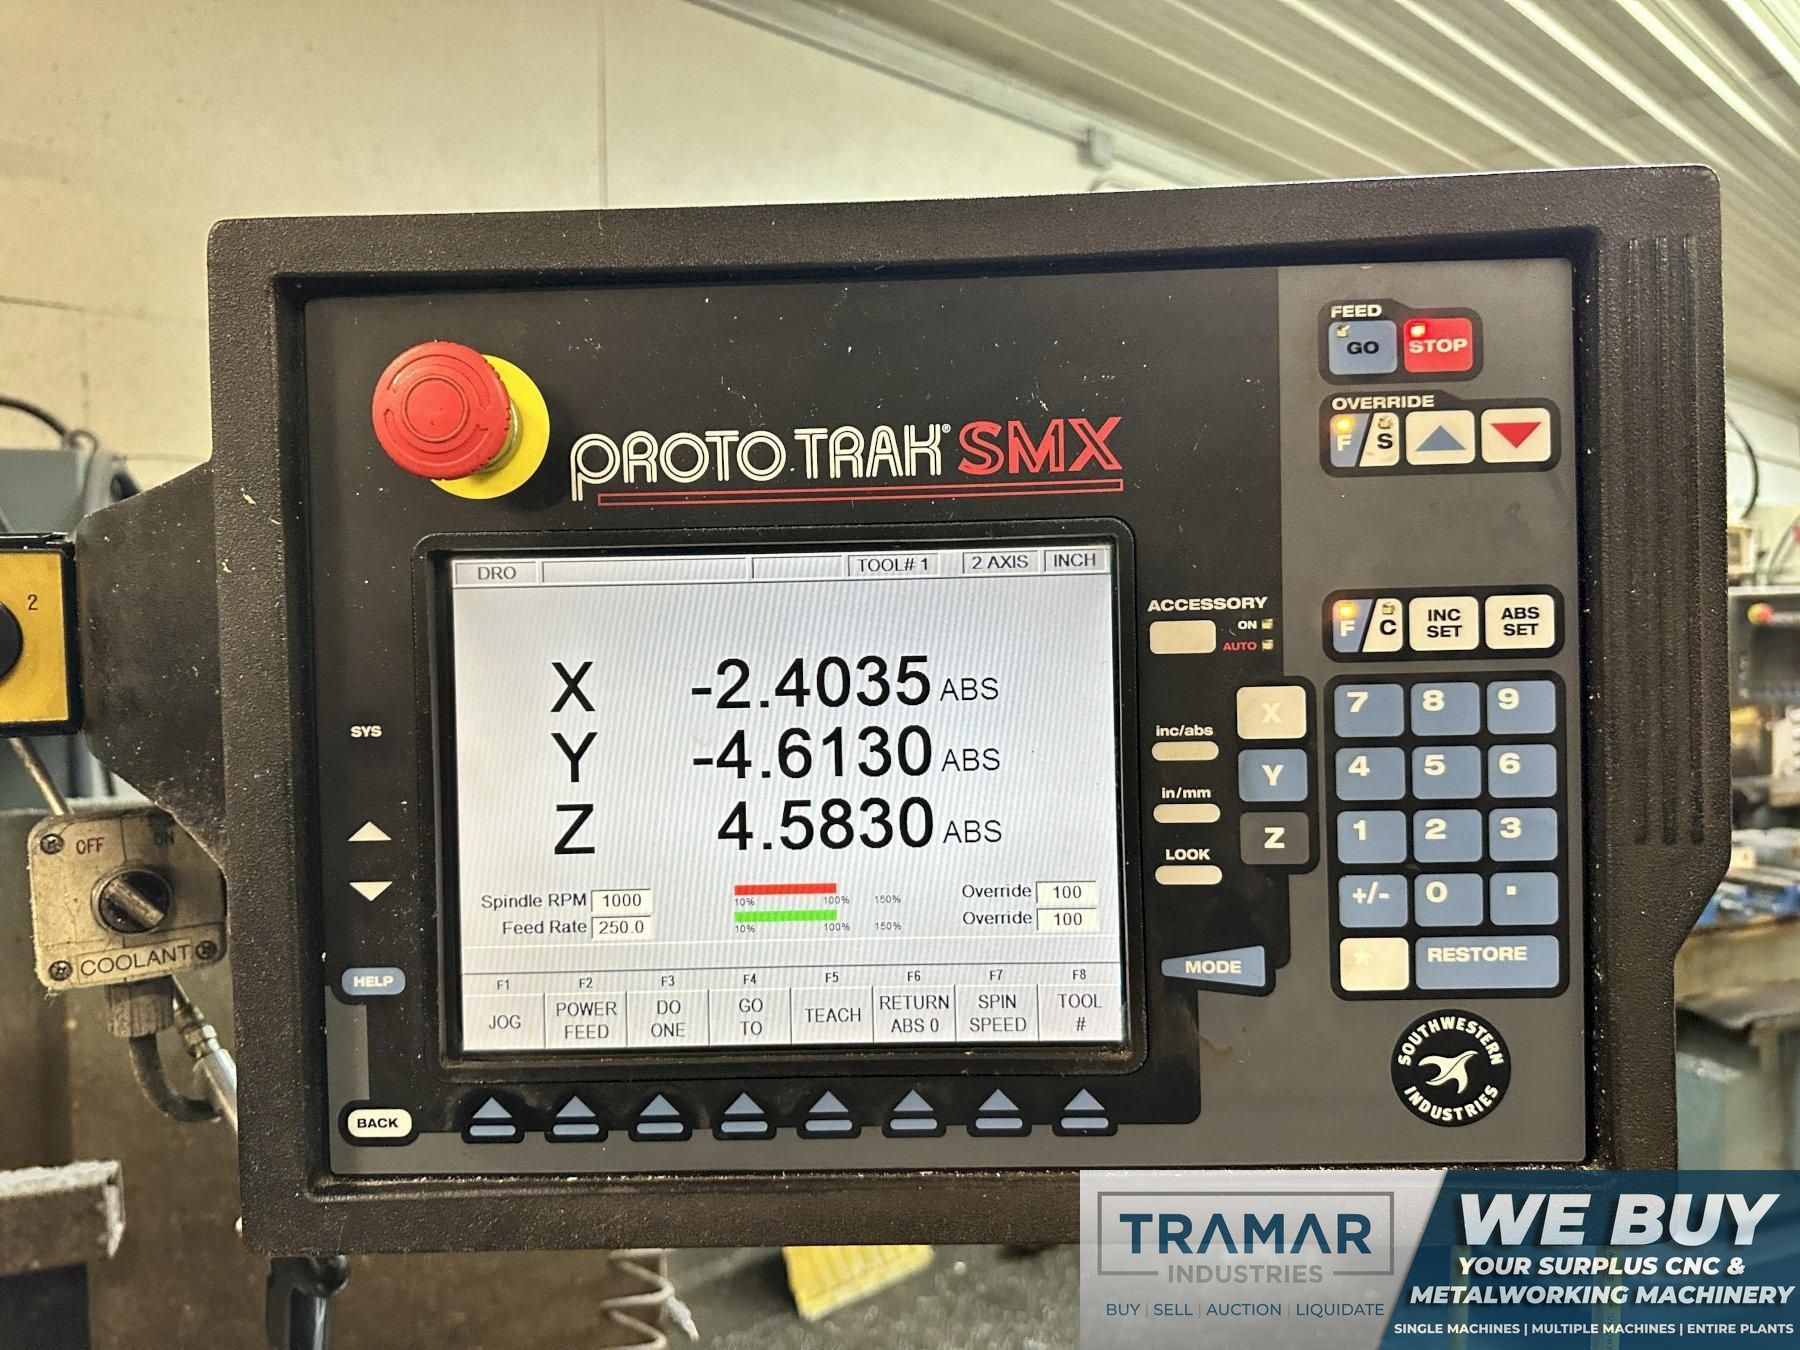 FEED
GO STOP
OVERRIDE
F S
PROTO TRAK® SMX
DRO TOOL# 1 2 AXIS INCH
X -2.4035 ABS
Y -4.6130 ABS
Z 4.5830 ABS
Spindle RPM 1000 10% 100% 150% Override 100
Feed Rate 250.0 10% 100% 150% Override 100
F1 F2 F3 F4 F5 F6 F7 F8
JOG POWER FEED DO ONE GO TO TEACH RETURN ABS 0 SPIN SPEED TOOL #
SYS
HELP
BACK
ACCESSORY
ON
AUTO
inc/abs
in/mm
LOOK
MODE
X
Y
Z
F C INC SET ABS SET
7 8 9
4 5 6
1 2 3
+/- 0 .
* RESTORE
SOUTHWESTERN
INDUSTRIES
2
OFF ON
COOLANT
TRAMAR
INDUSTRIES
BUY | SELL | AUCTION | LIQUIDATE
WE BUY
YOUR SURPLUS CNC &
METALWORKING MACHINERY
SINGLE MACHINES | MULTIPLE MACHINES | ENTIRE PLANTS